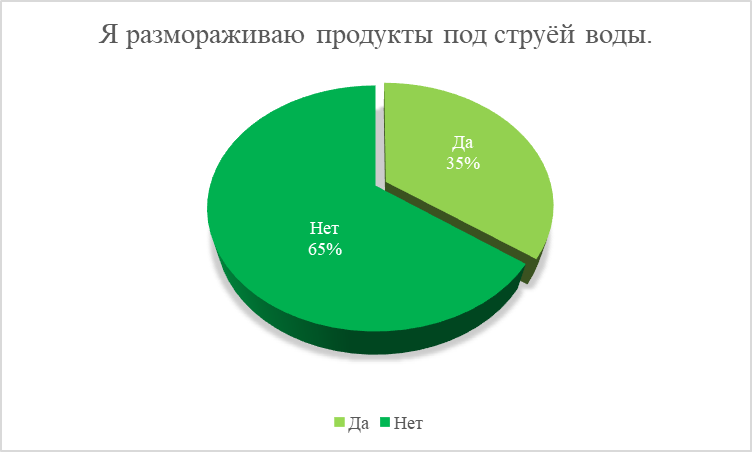 Я размораживаю продукты под струёй воды.
Да
35%
Нет
65%
Да Нет